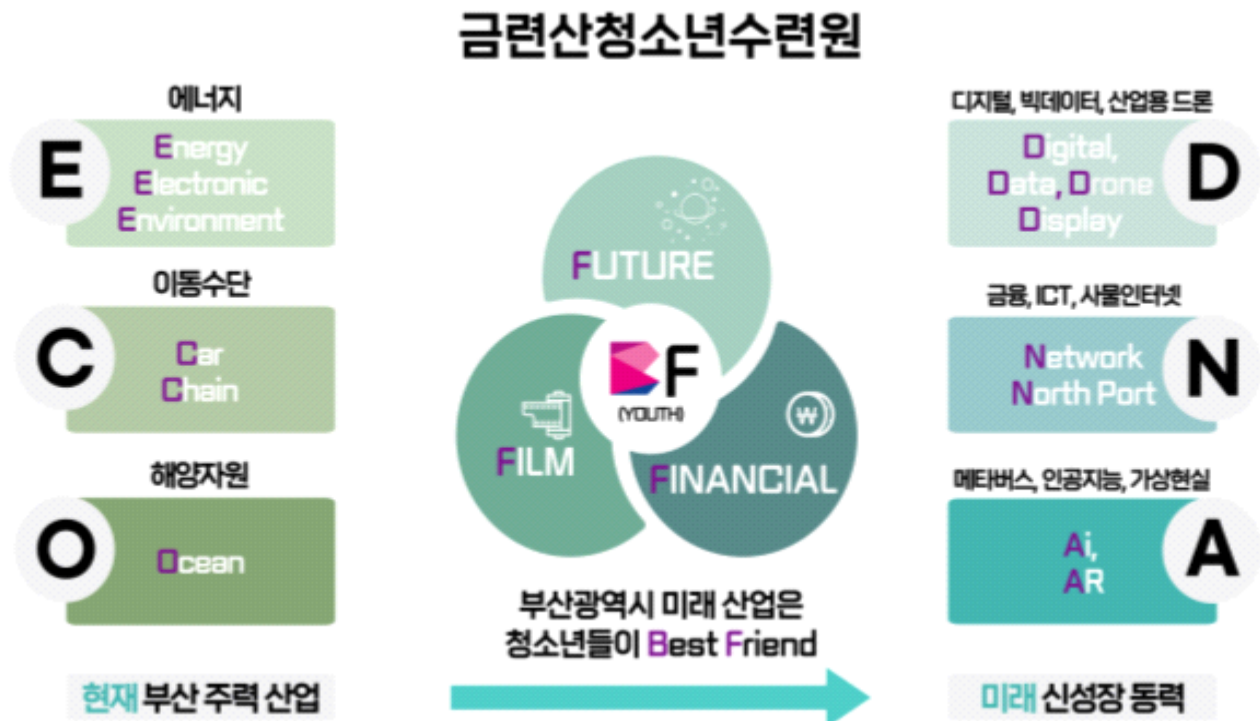 금련산청소년수련원
에너지
E
Energy
Electronic
Environment
이동수단
C
Car
Chain
해양자원
O
Ocean
현재 부산 주력 산업
FUTURE
BF
(YOUTH)
FILM
₩
FINANCIAL
부산광역시 미래 산업은
청소년들이 Best Friend
디지털, 빅데이터, 산업용 드론
Digital,
Data, Drone
Display
D
금융, ICT, 사물인터넷
Network
North Port
N
메타버스, 인공지능, 가상현실
Ai,
AR
A
미래 신성장 동력